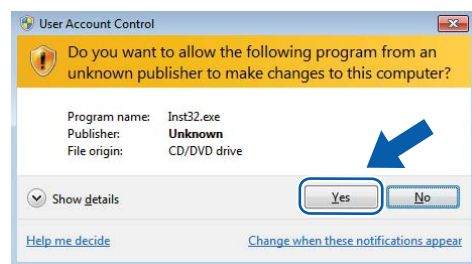 User Account Control
Do you want to allow the following program from an
unknown publisher to make changes to this computer?
Program name: Inst32.exe
Publisher: Unknown
File origin: CD/DVD drive
Show details Yes No
Help me decide Change when these notifications appear